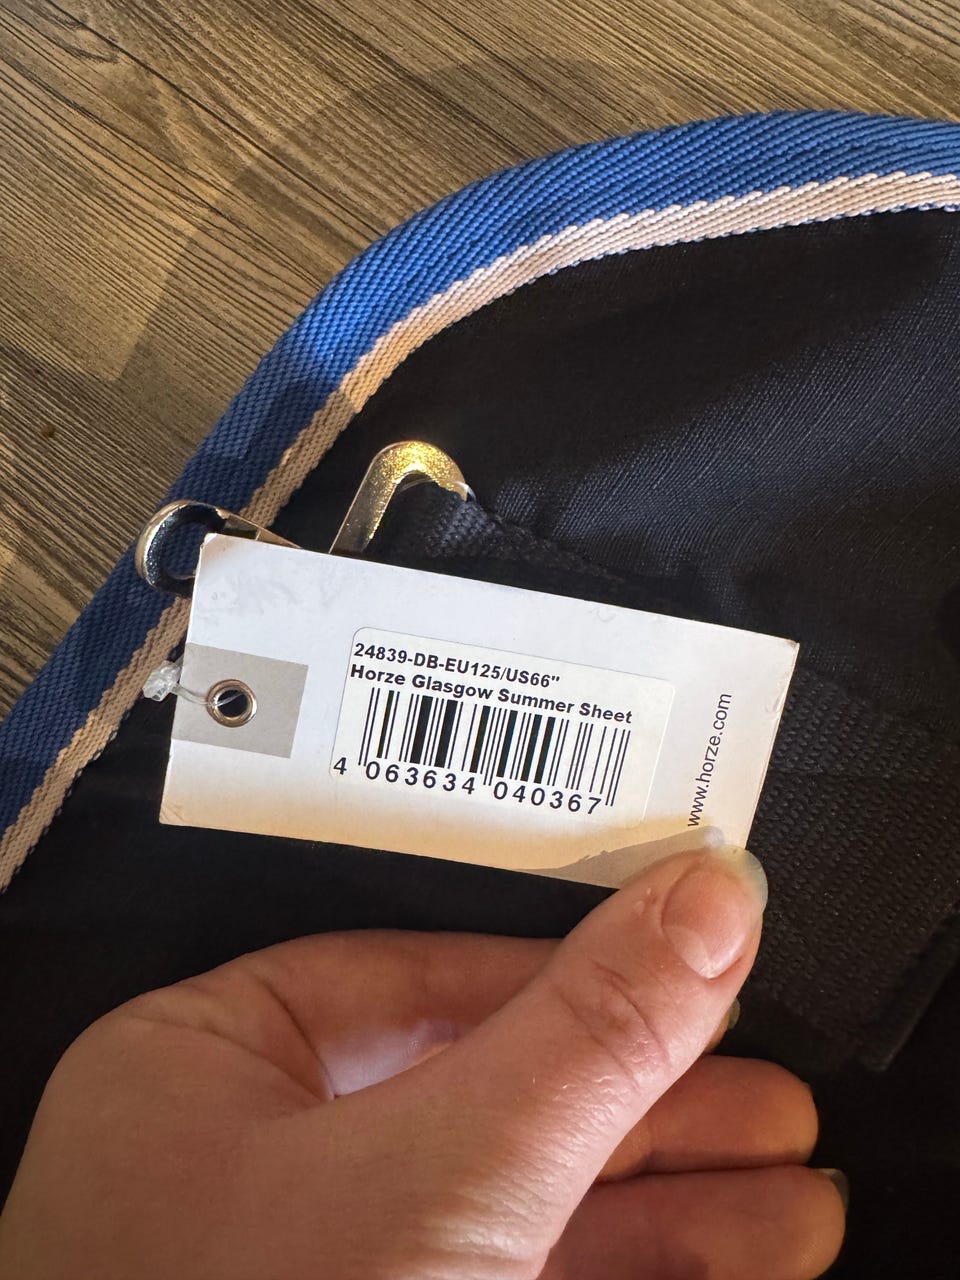 24839-DB-EU125/US66"
Horze Glasgow Summer Sheet
4 063634 040367
www.horze.com